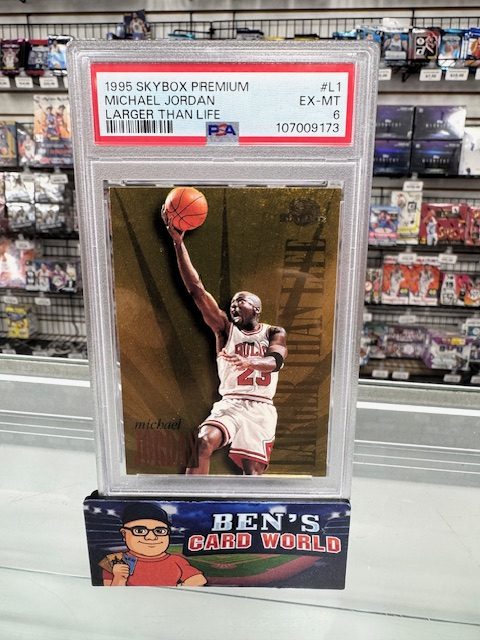 1995 SKYBOX PREMIUM #L1
MICHAEL JORDAN EX-MT
LARGER THAN LIFE PSA 6
107009173
LARGER THAN LIFE
BULLS
23
michael
JORDAN
BEN'S
CARD WORLD